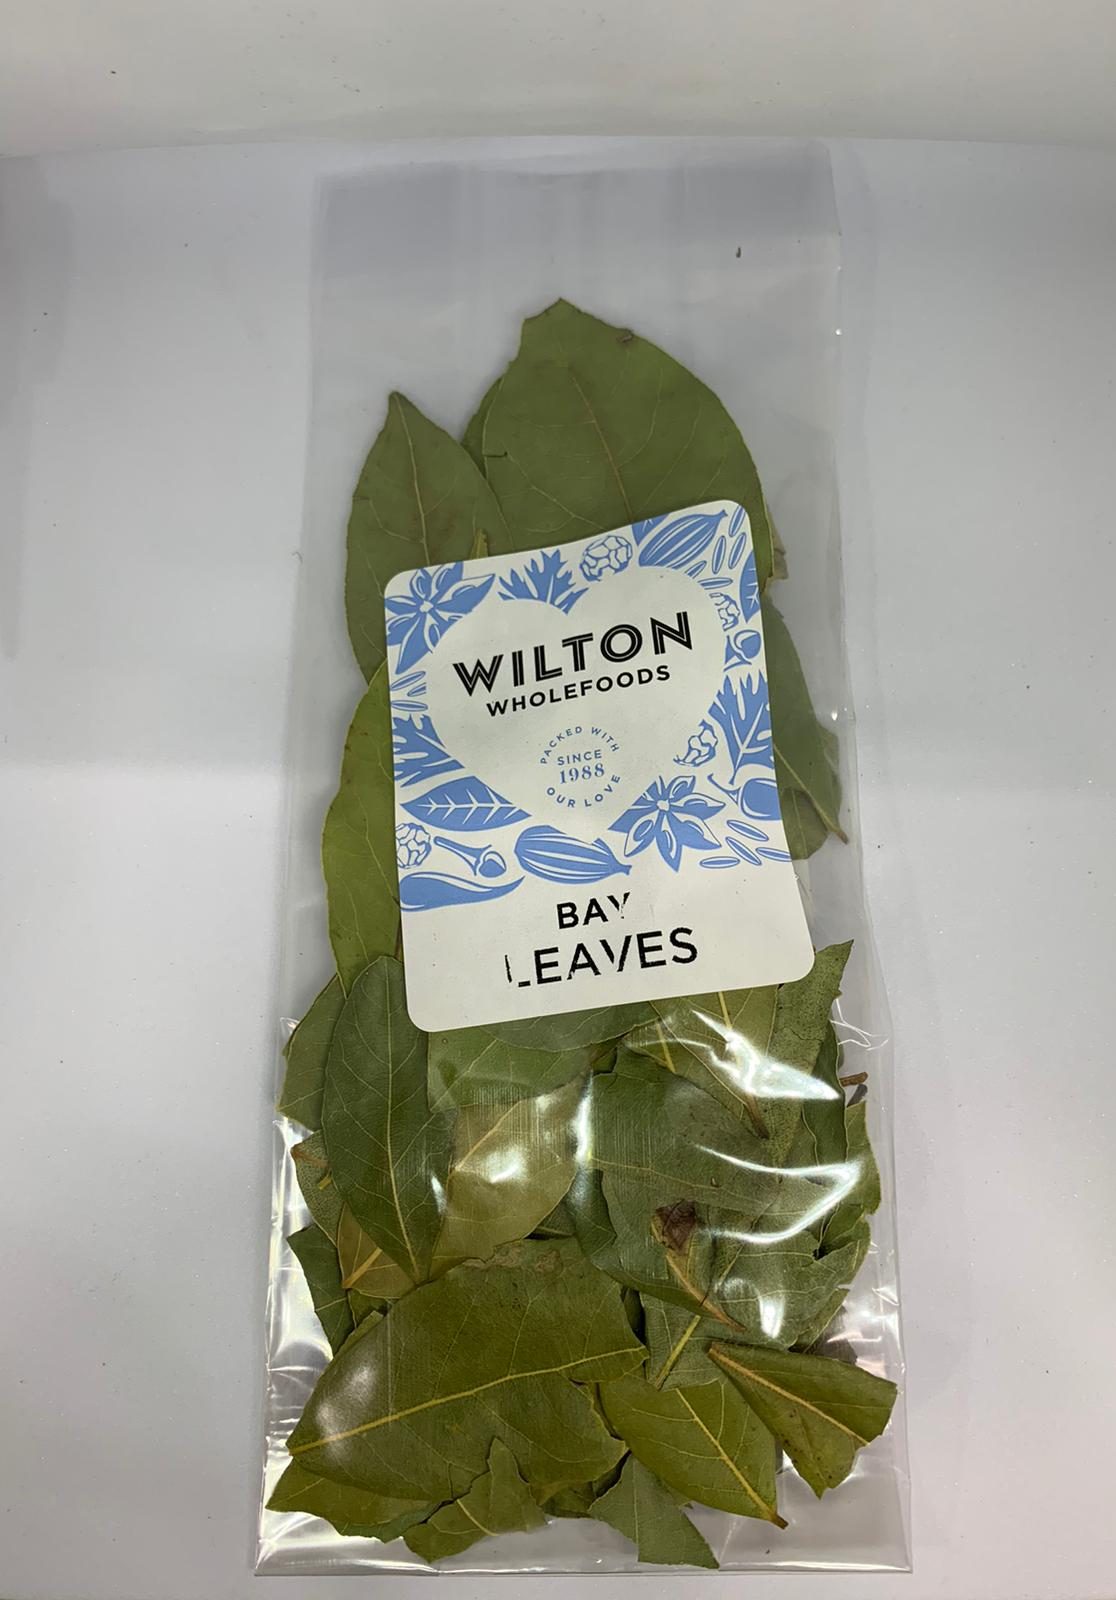 WILTON
WHOLEFOODS
PACKED WITH
SINCE
1988
OUR LOVE
BAY
LEAVES